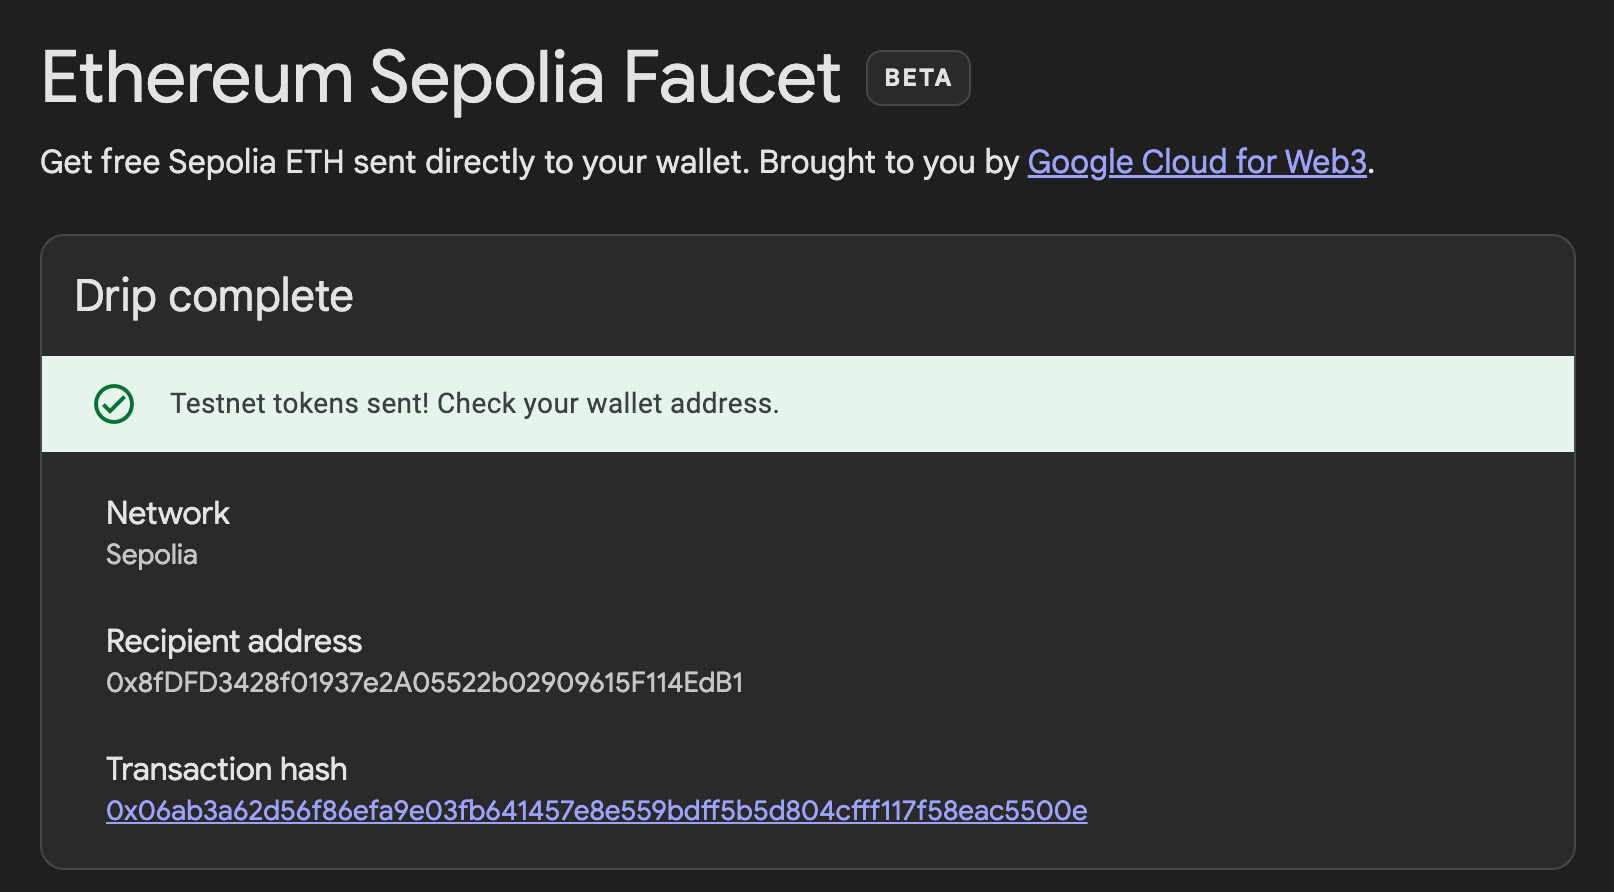 Ethereum Sepolia Faucet BETA
Get free Sepolia ETH sent directly to your wallet. Brought to you by Google Cloud for Web3.
Drip complete
Testnet tokens sent! Check your wallet address.
Network
Sepolia
Recipient address
0x8fDFD3428f01937e2A05522b02909615F114EdB1
Transaction hash
0x06ab3a62d56f86efa9e03fb641457e8e559bdff5b5d804cfff117f58eac5500e